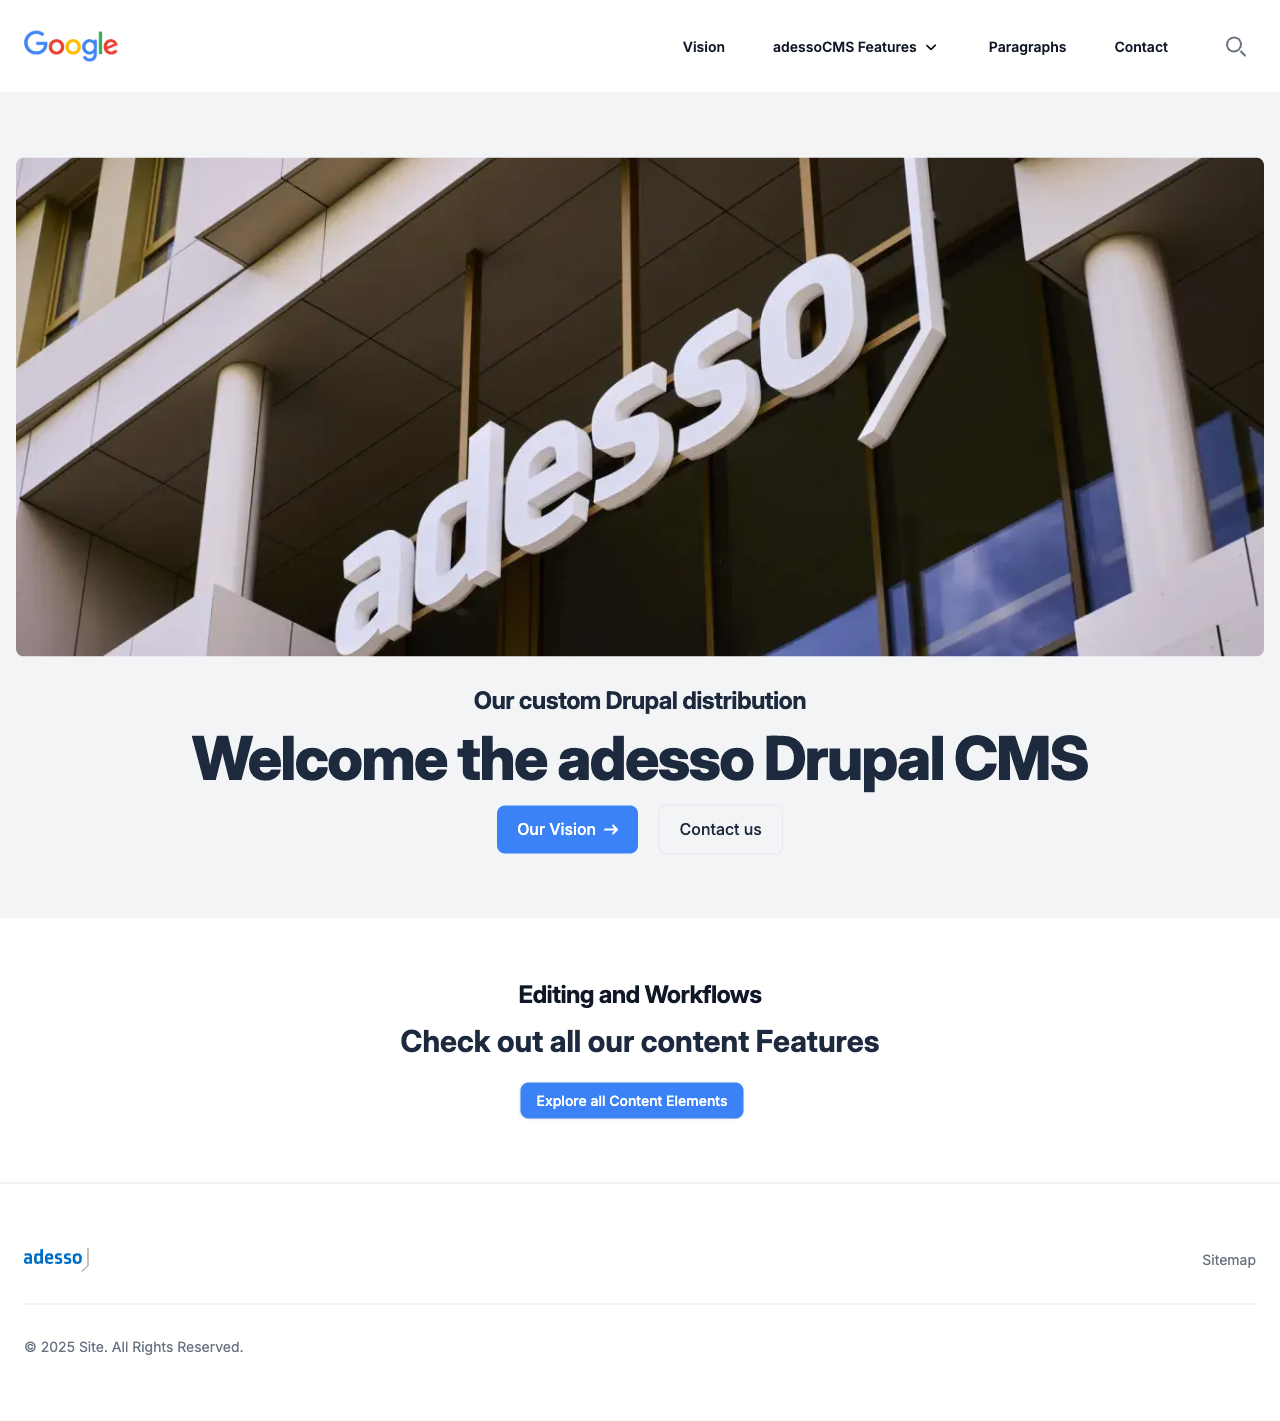 Google
Vision
adessoCMS Features
Paragraphs
Contact
adesso
Our custom Drupal distribution
Welcome the adesso Drupal CMS
Our Vision
Contact us
Editing and Workflows
Check out all our content Features
Explore all Content Elements
adesso
Sitemap
© 2025 Site. All Rights Reserved.